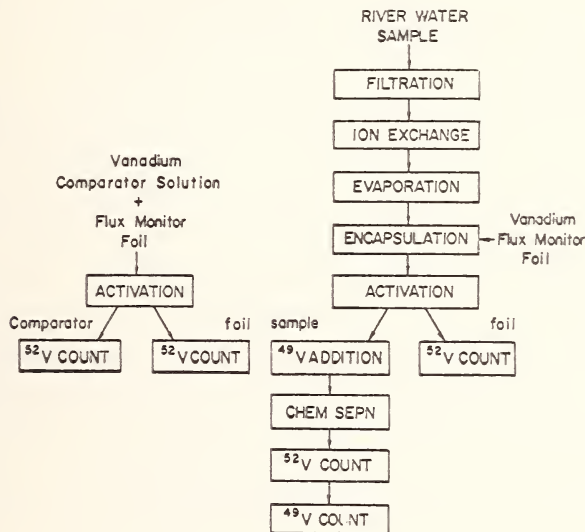 RIVER WATER
SAMPLE
FILTRATION
ION EXCHANGE
EVAPORATION
ENCAPSULATION
Vanadium
Flux Monitor
Foil
ACTIVATION
sample
foil
⁴⁹V ADDITION
⁵²V COUNT
CHEM SEPN
⁵²V COUNT
⁴⁹V COUNT
Vanadium
Comparator Solution
+
Flux Monitor
Foil
ACTIVATION
Comparator
foil
⁵²V COUNT
⁵²V COUNT